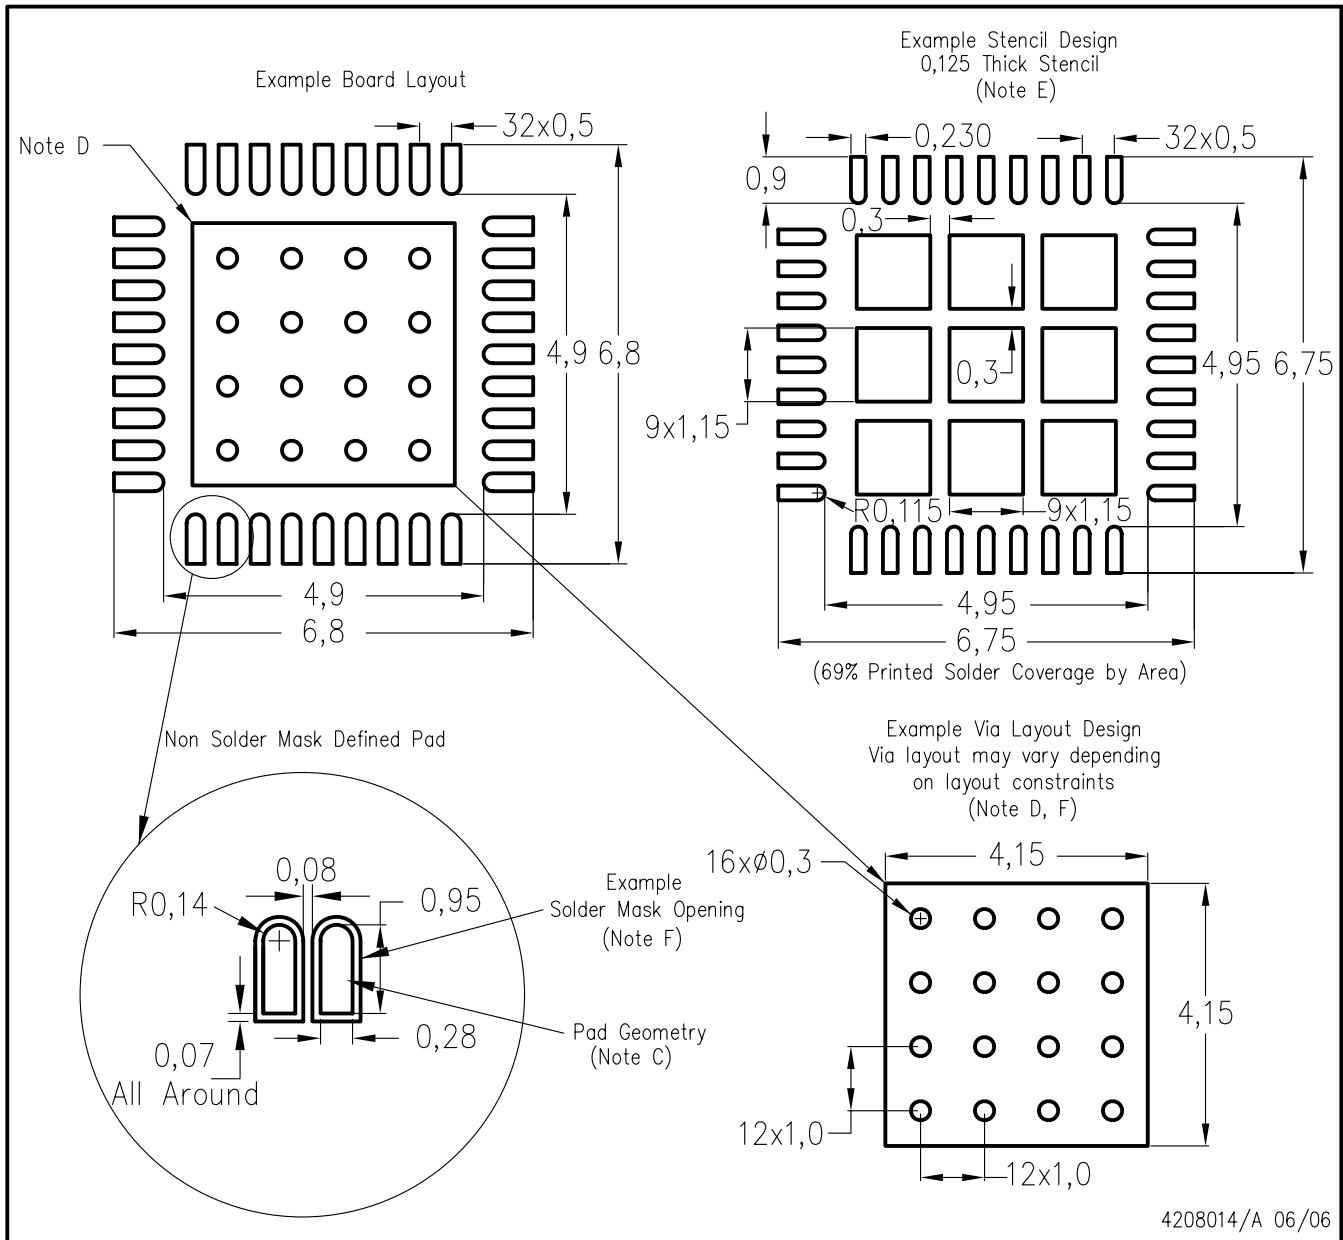 Example Board Layout
Note D
32x0,5
4,9
6,8
4,9
6,8
Example Stencil Design
0,125 Thick Stencil
(Note E)
0,230
32x0,5
0,9
0,3
0,3
9x1,15
4,95
6,75
R0,115
9x1,15
4,95
6,75
(69% Printed Solder Coverage by Area)
Non Solder Mask Defined Pad
0,08
R0,14
0,95
Example
Solder Mask Opening
(Note F)
0,07
All Around
0,28
Pad Geometry
(Note C)
Example Via Layout Design
Via layout may vary depending
on layout constraints
(Note D, F)
16xø0,3
4,15
4,15
12x1,0
12x1,0
4208014/A 06/06